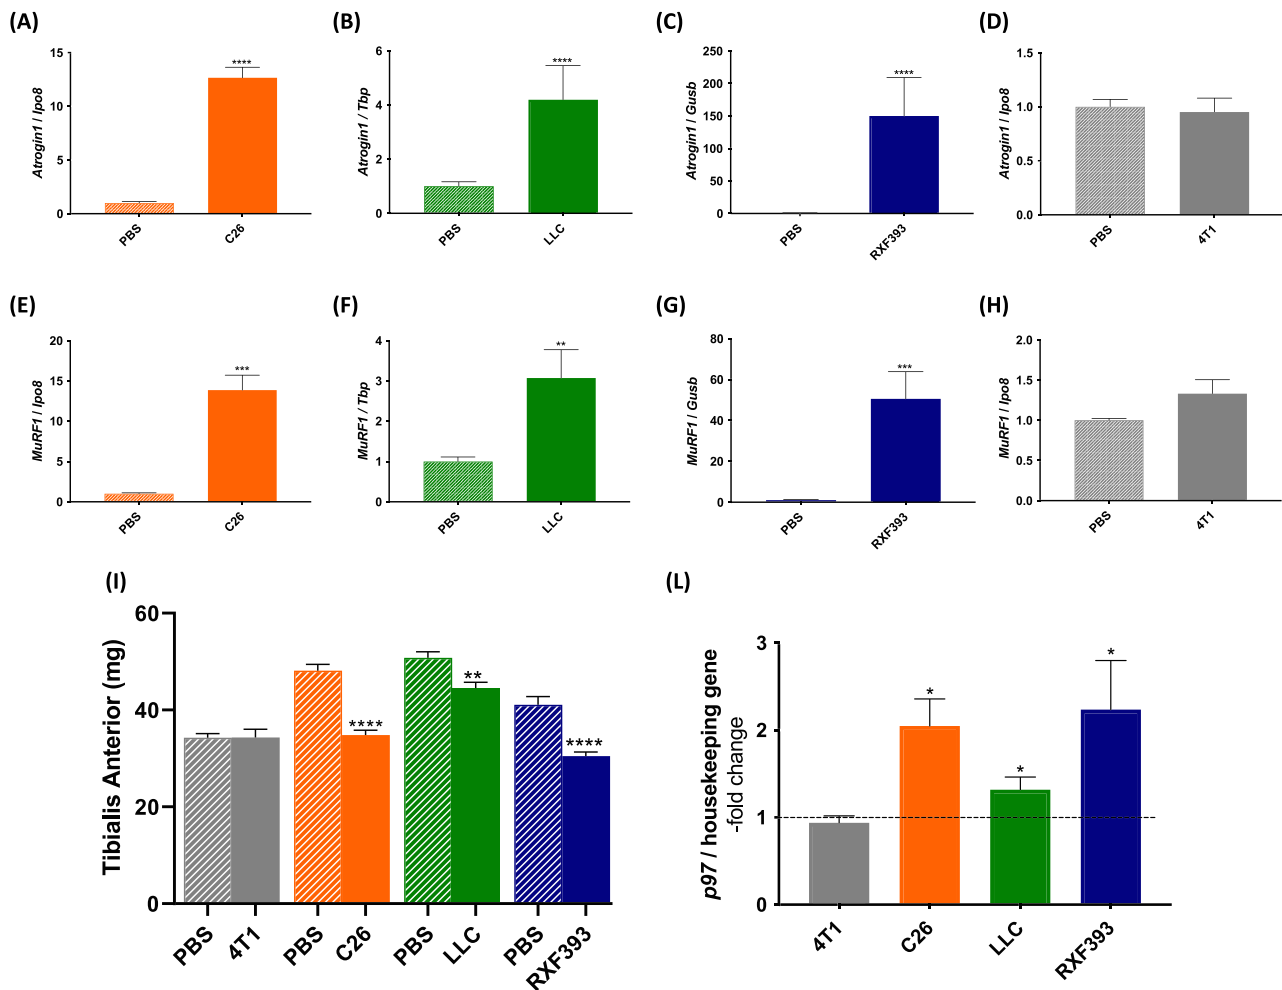 (A)
15
10
5
0
Atrogin1 / Ipo8
****
PBS
C26
(B)
6
4
2
0
Atrogin1 / Tbp
****
PBS
LLC
(C)
250
200
150
100
50
0
Atrogin1 / Gusb
****
PBS
RXF393
(D)
1.5
1.0
0.5
0.0
Atrogin1 / Ipo8
PBS
4T1
(E)
20
15
10
5
0
MuRF1 / Ipo8
***
PBS
C26
(F)
4
3
2
1
0
MuRF1 / Tbp
**
PBS
LLC
(G)
80
60
40
20
0
MuRF1 / Gusb
***
PBS
RXF393
(H)
2.0
1.5
1.0
0.5
0.0
MuRF1 / Ipo8
PBS
4T1
(I)
60
40
20
0
Tibialis Anterior (mg)
****
**
****
PBS
4T1
PBS
C26
PBS
LLC
PBS
RXF393
(L)
3
2
1
0
p97 / housekeeping gene
-fold change
*
*
*
4T1
C26
LLC
RXF393